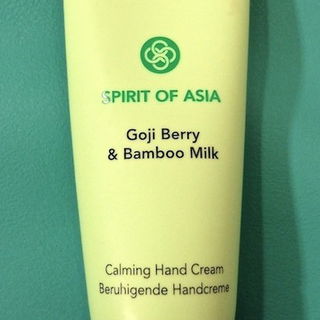 SPIRIT OF ASIA
Goji Berry
& Bamboo Milk
Calming Hand Cream
Beruhigende Handcreme